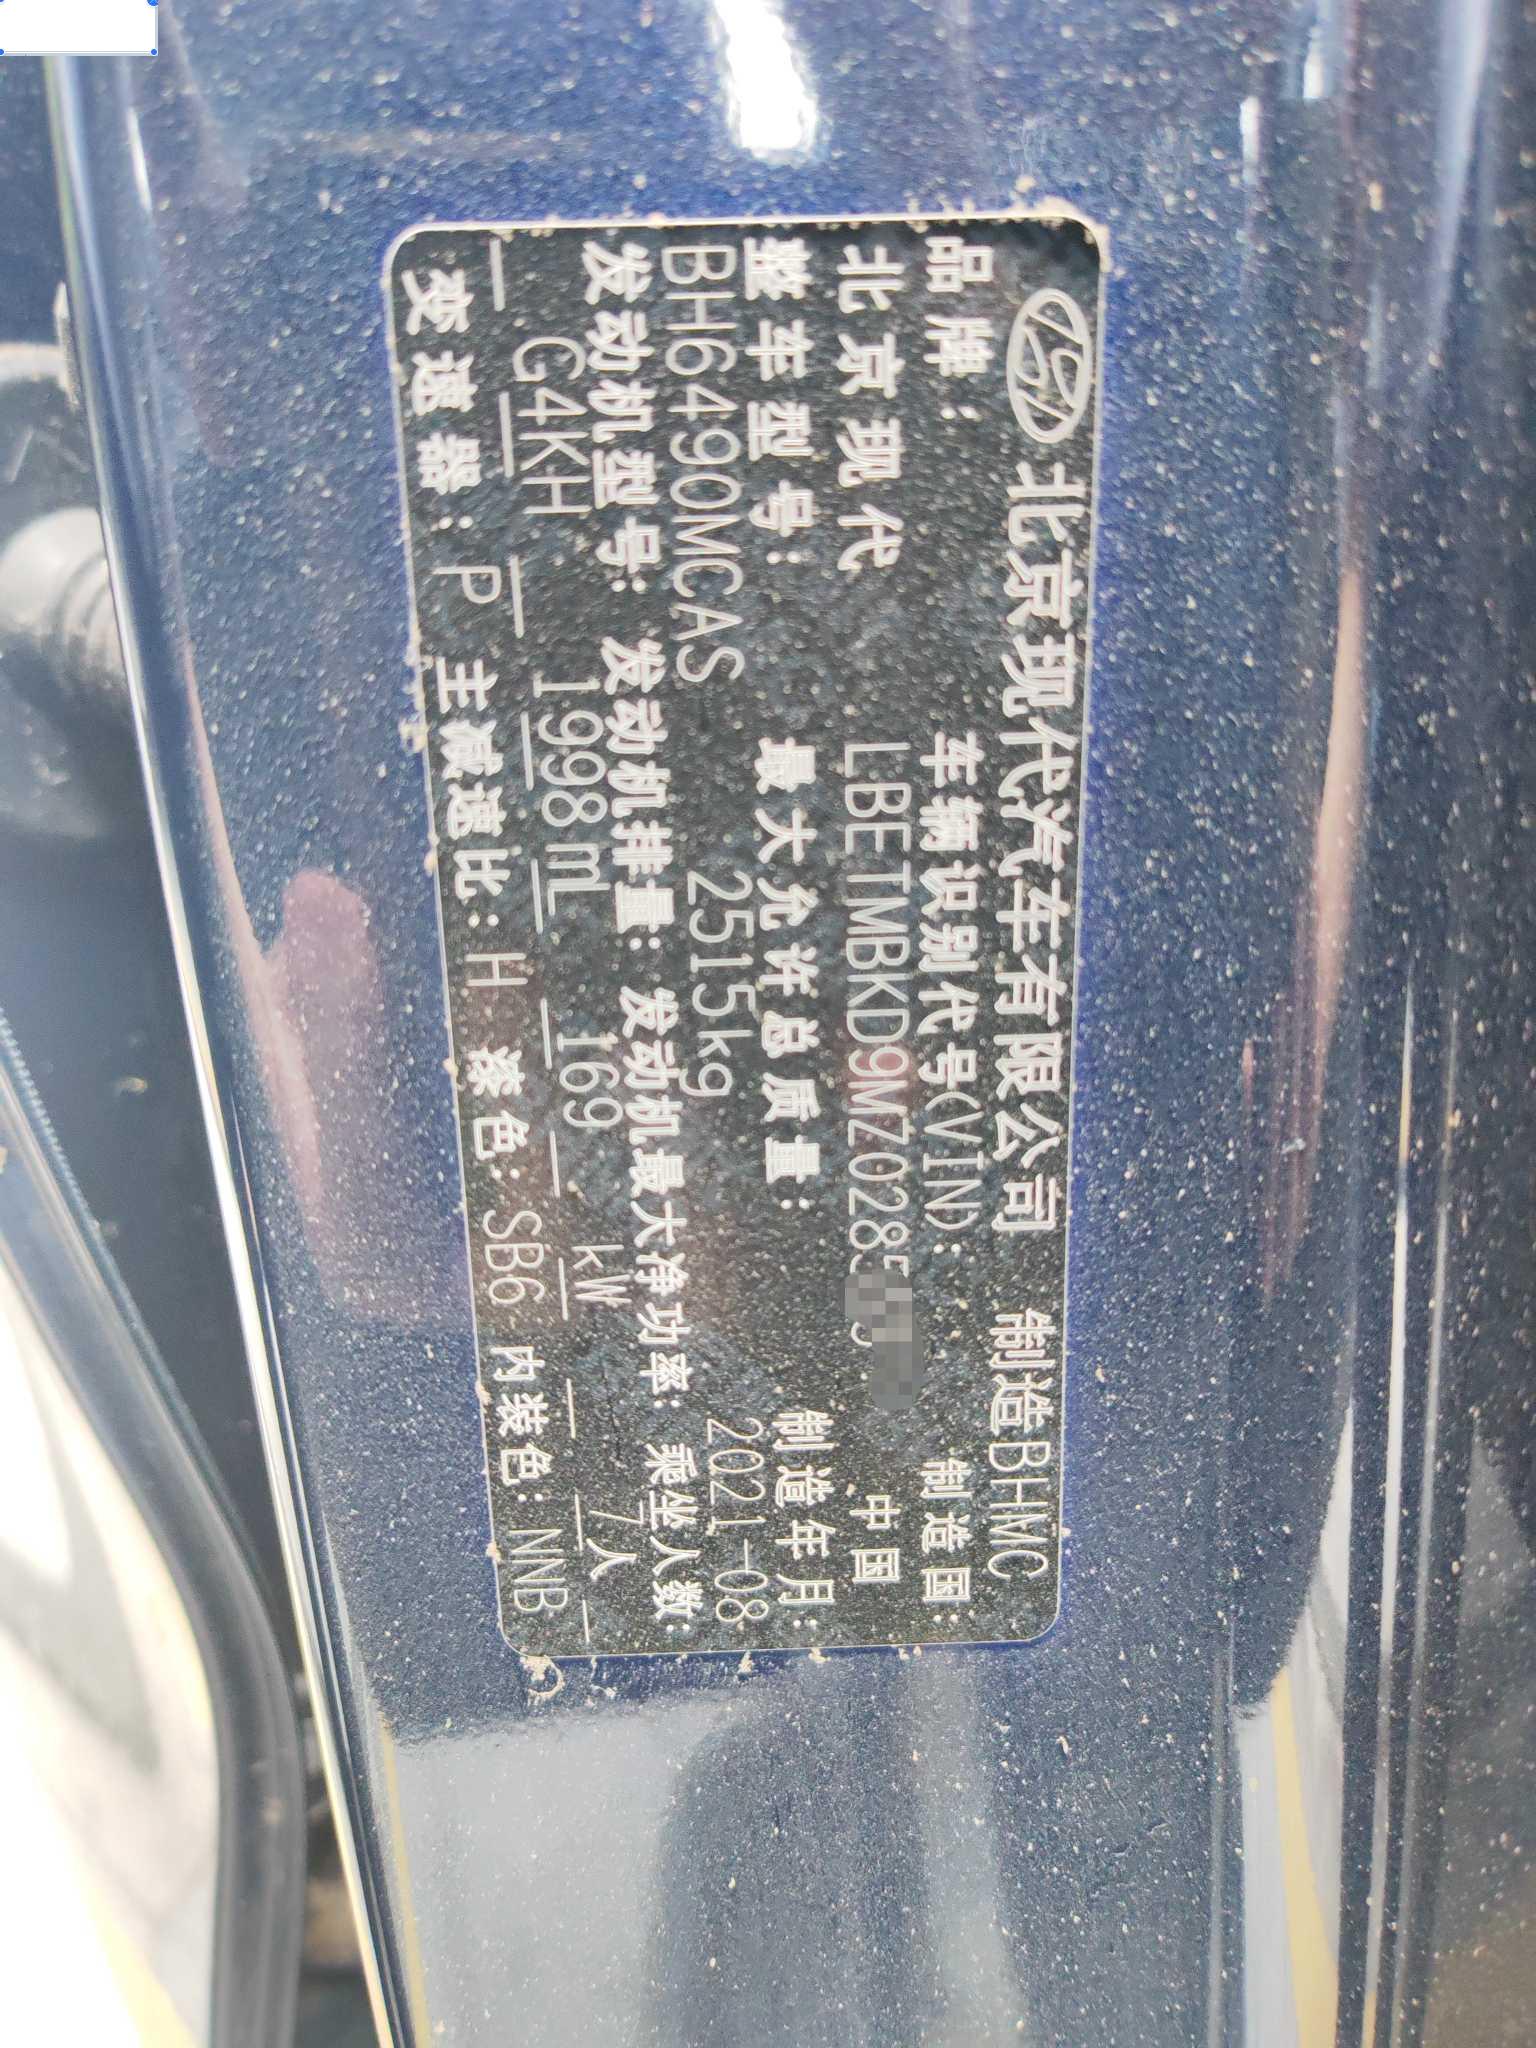 北京现代汽车有限公司 制造BHMC
品牌: 车辆识别代号(VIN): 制造国:
北京现代 LBETMBKD9MZ0285 中国
整车型号: 最大允许总质量: 制造年月:
BH6490MCAS 2515kg 2021-08
发动机型号: 发动机排量: 发动机最大净功率: 乘坐人数:
G4KH 1998mL 169 kW 7人
变速器: P 主减速比: H 漆色: SB6 内装色: NNB